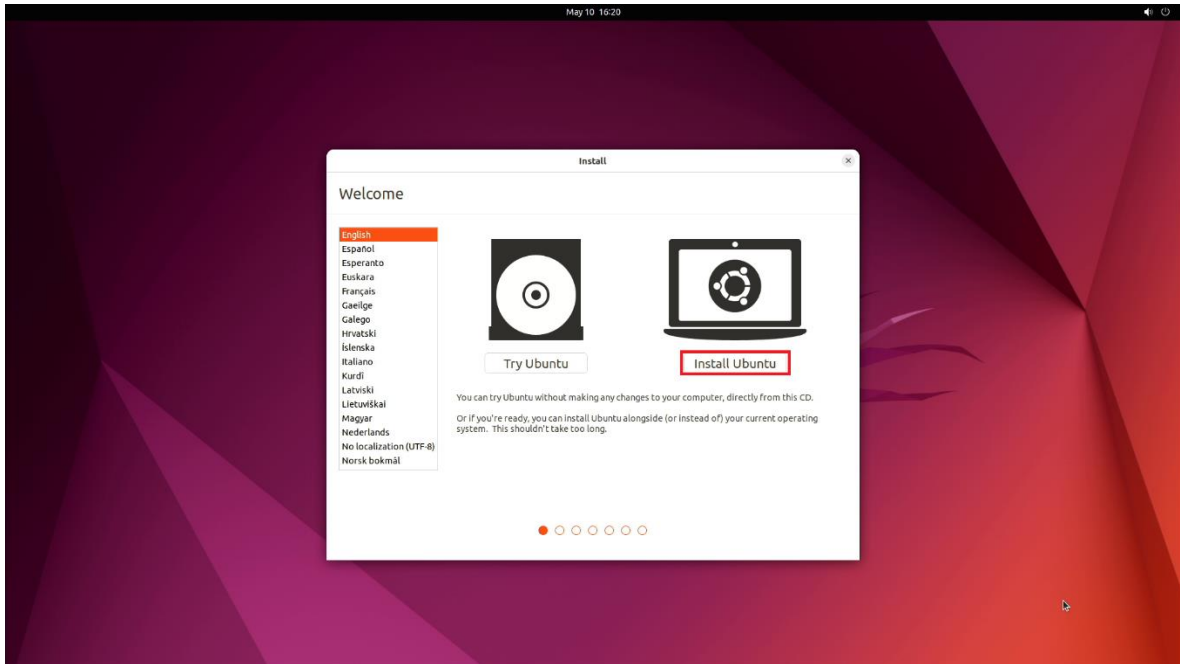 May 10 16:20
Install
Welcome
English
Español
Esperanto
Euskara
Français
Gaeilge
Galego
Hrvatski
Íslenska
Italiano
Kurdî
Latviski
Lietuviškai
Magyar
Nederlands
No localization (UTF-8)
Norsk bokmål
Try Ubuntu
Install Ubuntu
You can try Ubuntu without making any changes to your computer, directly from this CD.
Or if you're ready, you can install Ubuntu alongside (or instead of) your current operating
system. This shouldn't take too long.